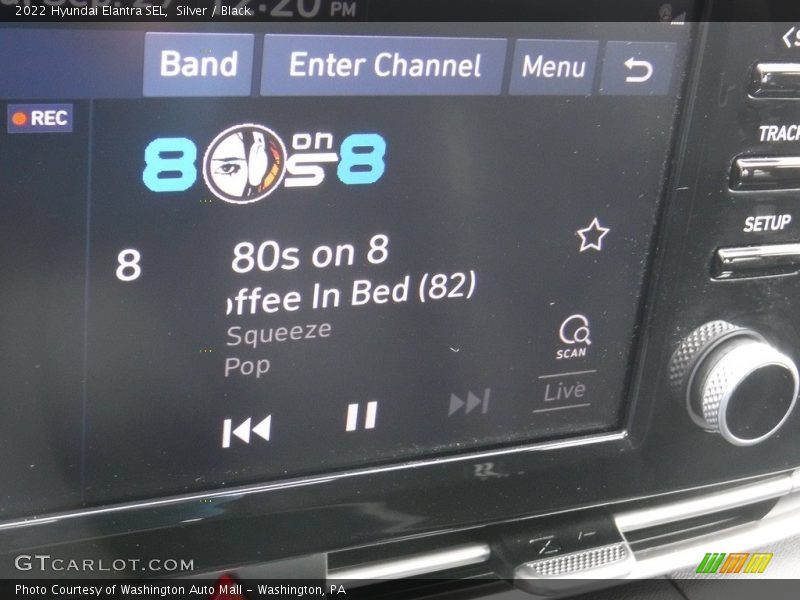 2022 Hyundai Elantra SEL, Silver / Black
PM
Band
Enter Channel
Menu
REC
TRACK
80s on 8
SETUP
8
80s on 8
offee In Bed (82)
Squeeze
Pop
SCAN
Live
GTCARLOT.COM
Photo Courtesy of Washington Auto Mall - Washington, PA